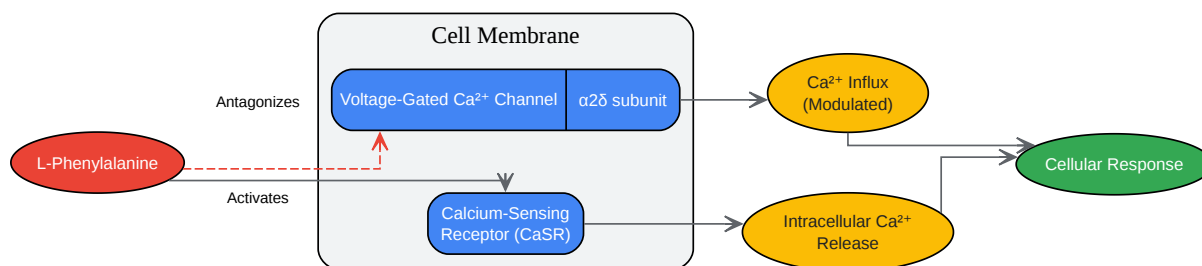 Cell Membrane
Antagonizes
Voltage-Gated Ca²⁺ Channel
α2δ subunit
Ca²⁺ Influx
(Modulated)
L-Phenylalanine
Cellular Response
Activates
Calcium-Sensing
Receptor (CaSR)
Intracellular Ca²⁺
Release